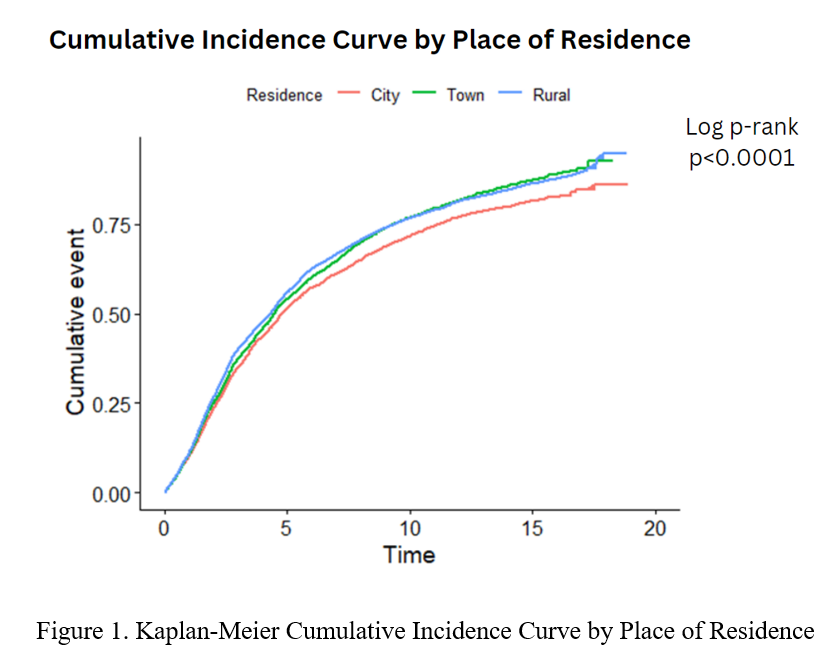 Cumulative Incidence Curve by Place of Residence
Residence City Town Rural
Log p-rank
p<0.0001
Cumulative event
0.75
0.50
0.25
0.00
0 5 10 15 20
Time
Figure 1. Kaplan-Meier Cumulative Incidence Curve by Place of Residence